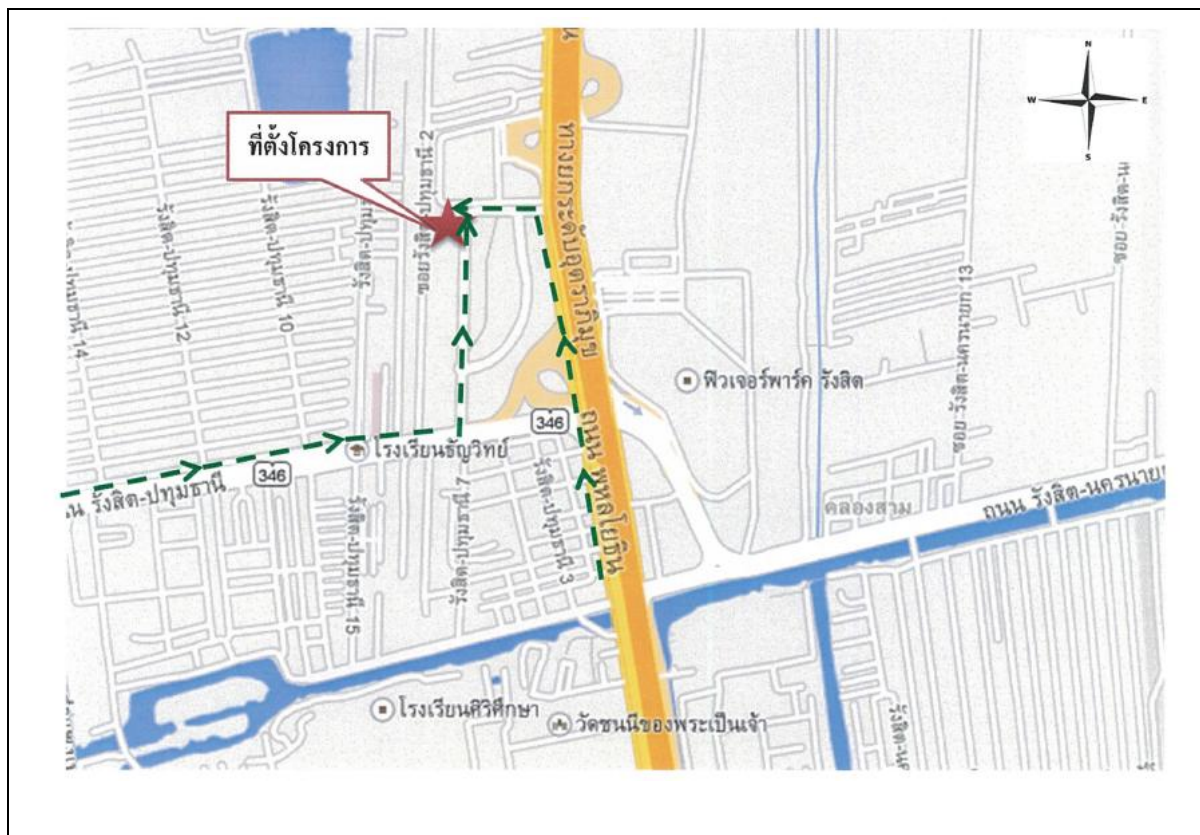 N
W
E
S
ที่ตั้งโครงการ
ซอยรังสิต-ปทุมธานี 2
ทางยกระดับอุตราภิมุข
รังสิต-ปทุมธานี 14
รังสิต-ปทุมธานี 12
รังสิต-ปทุมธานี 10
ซอย รังสิต-นครนายก 13
ฟิวเจอร์พาร์ค รังสิต
346
346
โรงเรียนธัญวิทย์
รังสิต-ปทุมธานี
ถนน พหลโยธิน
รังสิต-ปทุมธานี 15
รังสิต-ปทุมธานี 7
รังสิต-ปทุมธานี 3
คลองสาม
ถนน รังสิต-นครนายก
โรงเรียนศิริศึกษา
วัดชนนีของพระเป็นเจ้า